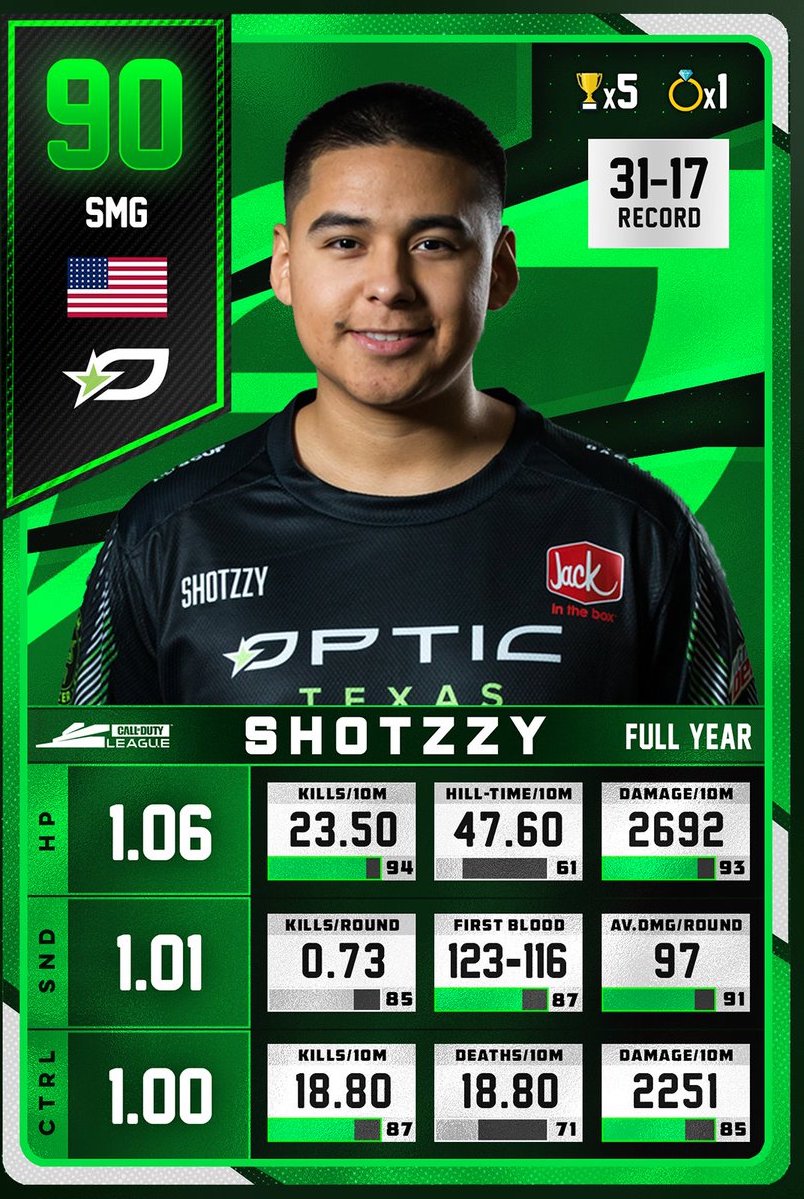 90
SMG
x5 x1
31-17
RECORD
SHOTZZY
Jack
in the box
OPTIC
TEXAS
CALL OF DUTY
LEAGUE
SHOTZZY
FULL YEAR
HP
1.06
KILLS/10M
23.50
94
HILL-TIME/10M
47.60
61
DAMAGE/10M
2692
93
SND
1.01
KILLS/ROUND
0.73
85
FIRST BLOOD
123-116
87
AV.DMG/ROUND
97
91
CTRL
1.00
KILLS/10M
18.80
87
DEATHS/10M
18.80
71
DAMAGE/10M
2251
85